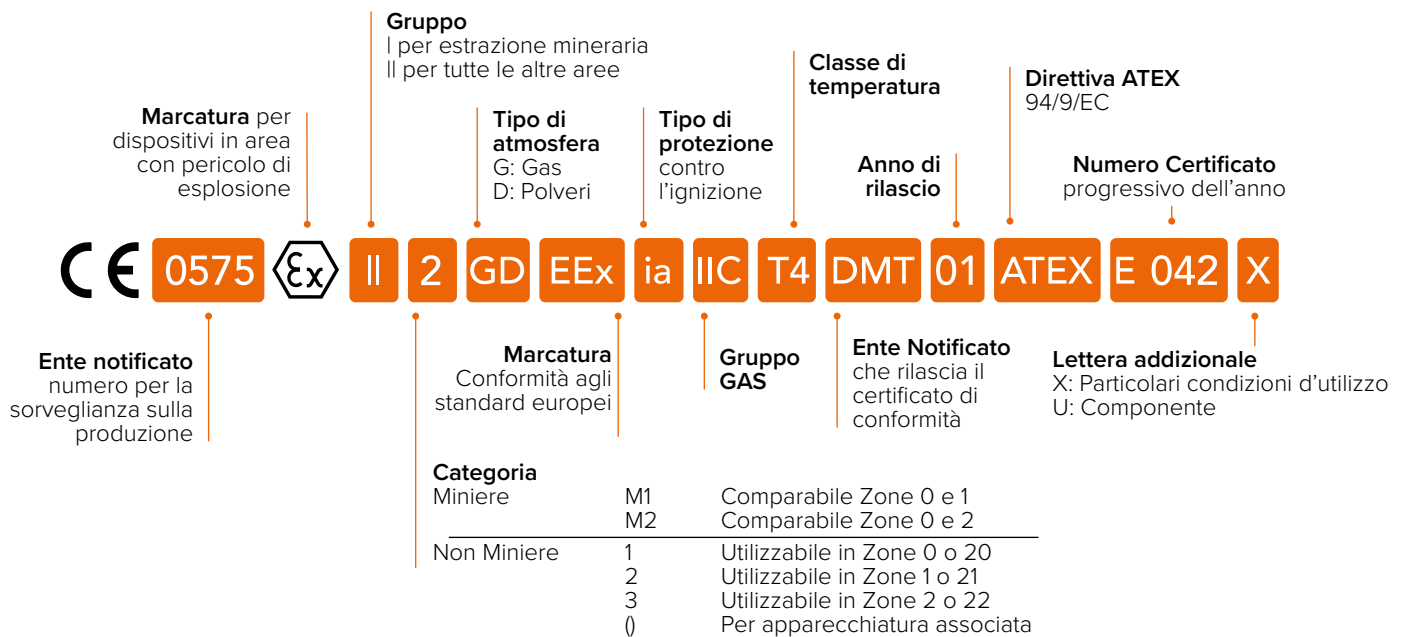 Gruppo
I per estrazione mineraria
II per tutte le altre aree
Marcatura per
dispositivi in area
con pericolo di
esplosione
Tipo di
atmosfera
G: Gas
D: Polveri
Tipo di
protezione
contro
l'ignizione
Classe di
temperatura
Anno di
rilascio
Direttiva ATEX
94/9/EC
Numero Certificato
progressivo dell'anno
CE 0575 Ex II 2 GD EEx ia IIC T4 DMT 01 ATEX E 042 X
Ente notificato
numero per la
sorveglianza sulla
produzione
Marcatura
Conformità agli
standard europei
Gruppo
GAS
Ente Notificato
che rilascia il
certificato di
conformità
Lettera addizionale
X: Particolari condizioni d'utilizzo
U: Componente
Categoria
Miniere M1 Comparabile Zone 0 e 1
M2 Comparabile Zone 0 e 2
Non Miniere 1 Utilizzabile in Zone 0 o 20
2 Utilizzabile in Zone 1 o 21
3 Utilizzabile in Zone 2 o 22
() Per apparecchiatura associata